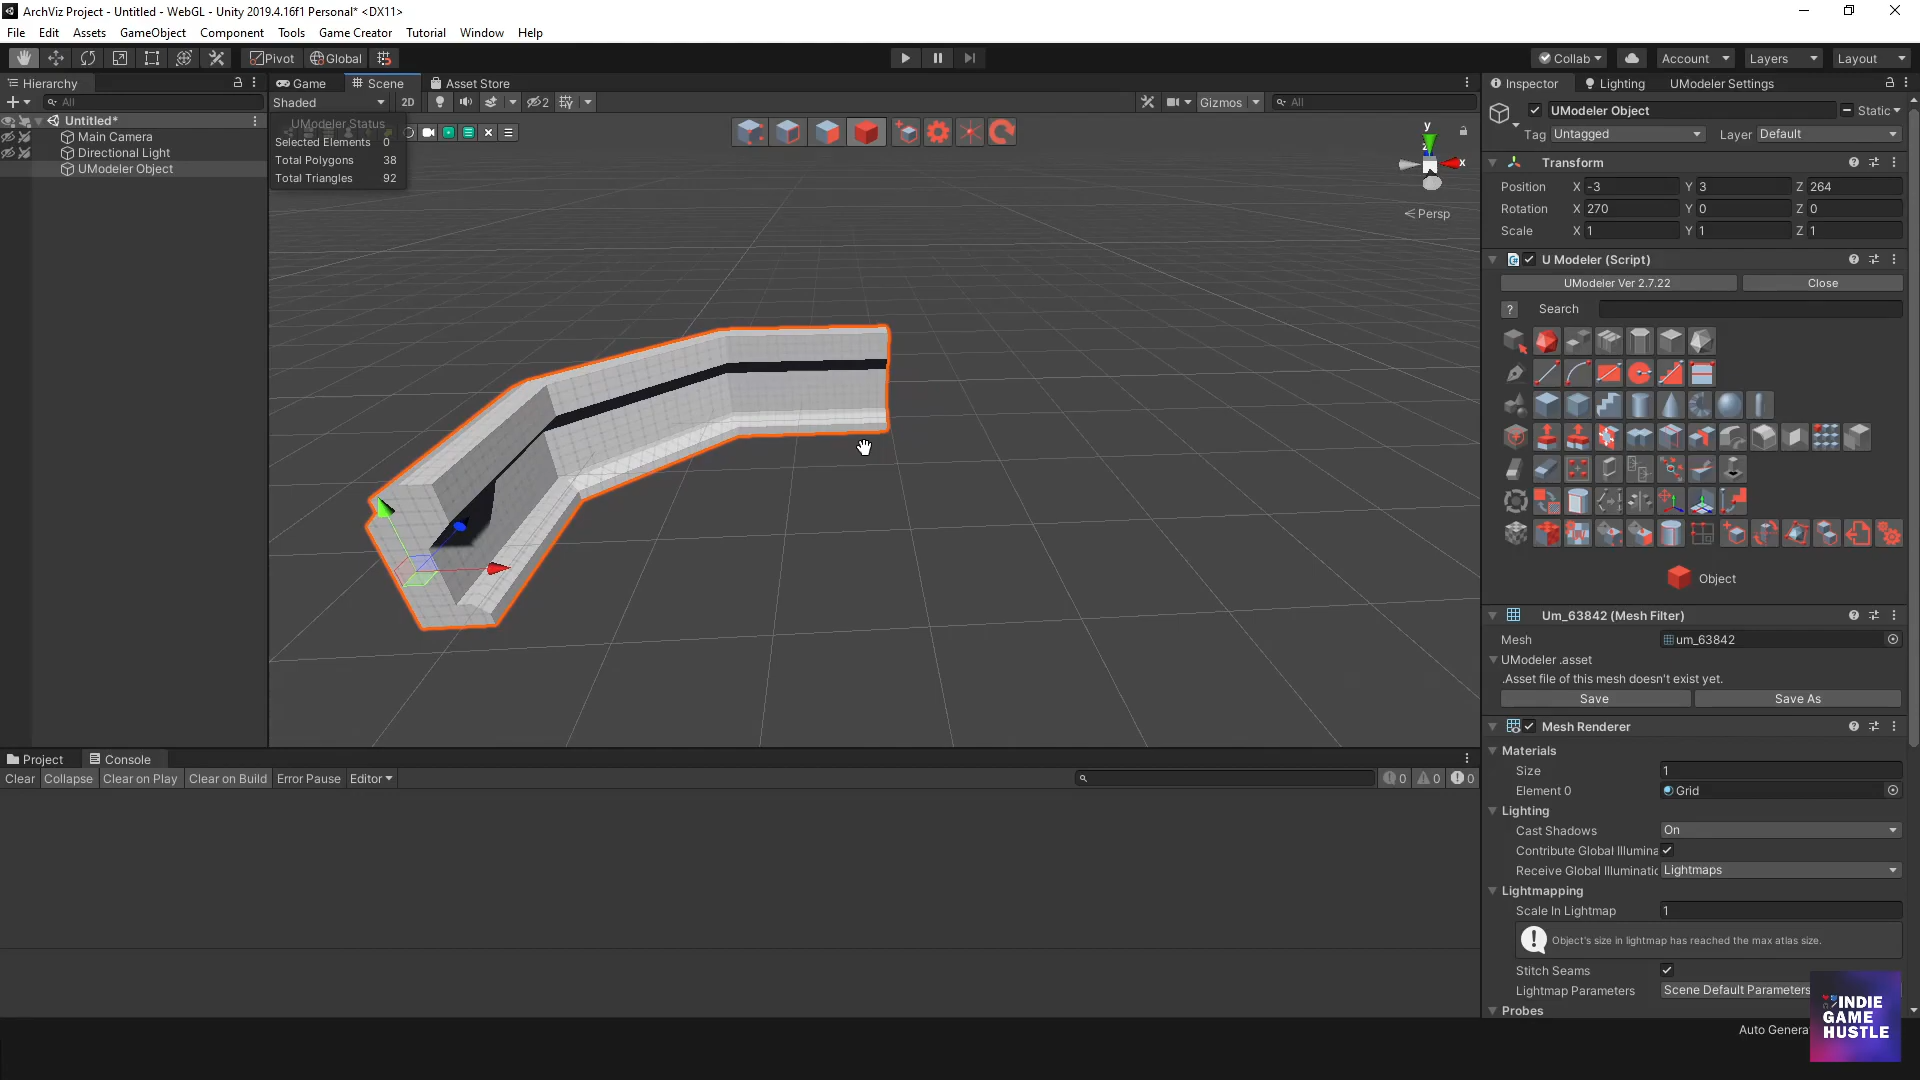 ArchViz Project - Untitled - WebGL - Unity 2019.4.16f1 Personal* <DX11>
File Edit Assets GameObject Component Tools Game Creator Tutorial Window Help
Pivot Global Collab Account Layers Layout
Hierarchy Game Scene Asset Store Inspector Lighting UModeler Settings
All Shaded 2D 2 Gizmos All
UModeler Object Static
Tag Untagged Layer Default
Untitled*
Main Camera
Directional Light
UModeler Object
UModeler Status
Selected Elements 0
Total Polygons 38
Total Triangles 92
y
z
x
Persp
Transform
Position X -3 Y 3 Z 264
Rotation X 270 Y 0 Z 0
Scale X 1 Y 1 Z 1
U Modeler (Script)
UModeler Ver 2.7.22 Close
? Search
Object
Um_63842 (Mesh Filter)
Mesh um_63842
UModeler .asset
.Asset file of this mesh doesn't exist yet.
Save Save As
Mesh Renderer
Materials
Size 1
Element 0 Grid
Lighting
Cast Shadows On
Contribute Global Illumina
Receive Global Illuminatic Lightmaps
Lightmapping
Scale In Lightmap 1
Object's size in lightmap has reached the max atlas size.
Stitch Seams
Lightmap Parameters Scene Default Parameters
Probes
Project Console
Clear Collapse Clear on Play Clear on Build Error Pause Editor 0 0 0
Auto Genera
INDIE
GAME
HUSTLE